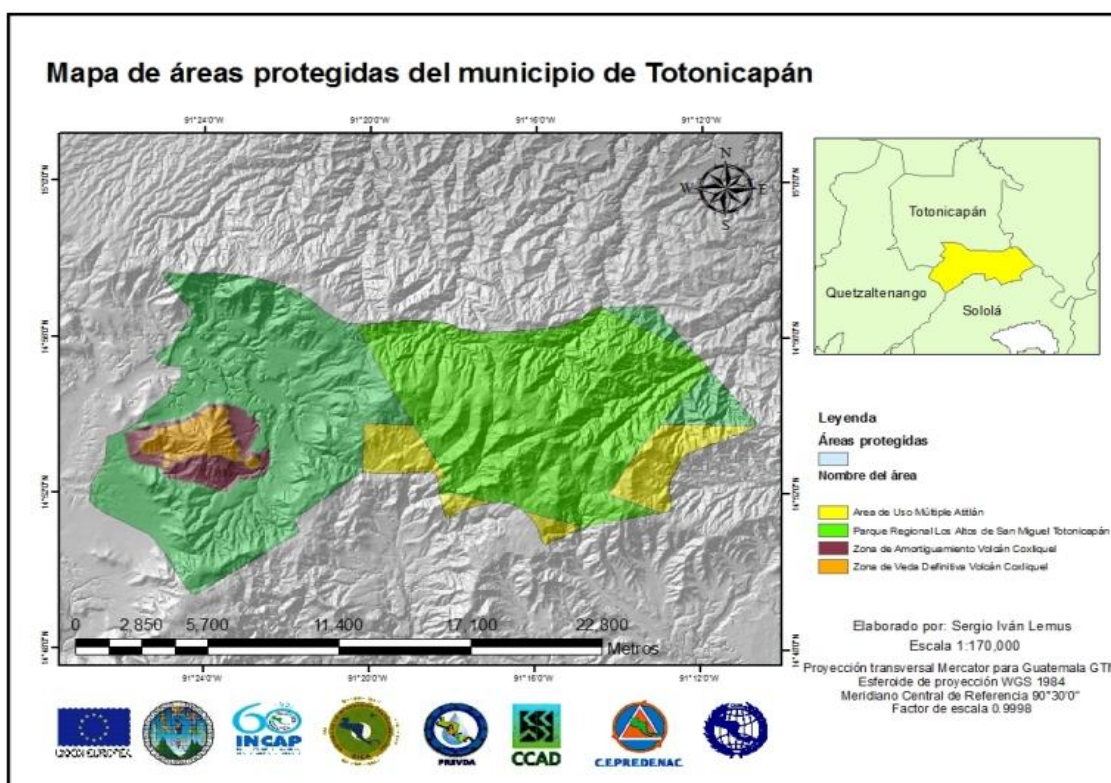 Mapa de áreas protegidas del municipio de Totonicapán
91°24'0"W 91°20'0"W 91°16'0"W 91°12'0"W
N
W E
S
0 2,850 5,700 11,400 17,100 22,800
Metros
91°24'0"W 91°20'0"W 91°16'0"W 91°12'0"W
Totonicapán
Quetzaltenango
Sololá
Leyenda
Áreas protegidas
Nombre del área
Area de Uso Múltiple Atitlán
Parque Regional Los Altos de San Miguel Totonicapán
Zona de Amortiguamiento Volcán Coxliquel
Zona de Veda Definitiva Volcán Coxliquel
Elaborado por: Sergio Iván Lemus
Escala 1:170,000
Proyección transversal Mercator para Guatemala GTM
Esferoide de proyección WGS 1984
Meridiano Central de Referencia 90°30'0"
Factor de escala 0.9998
UNION EUROPEA
60
INCAP
PREVDA
CCAD
CEPREDENAC